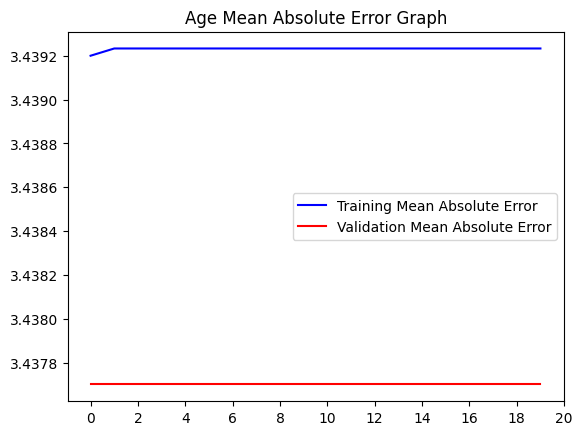 Age Mean Absolute Error Graph
3.4392
3.4390
3.4388
3.4386
3.4384
3.4382
3.4380
3.4378
Training Mean Absolute Error
Validation Mean Absolute Error
0 2 4 6 8 10 12 14 16 18 20